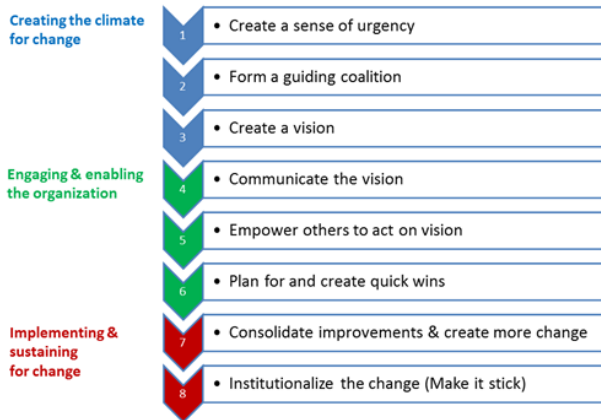 Creating the climate
for change
1
• Create a sense of urgency
2
• Form a guiding coalition
3
• Create a vision
Engaging & enabling
the organization
4
• Communicate the vision
5
• Empower others to act on vision
6
• Plan for and create quick wins
Implementing &
sustaining
for change
7
• Consolidate improvements & create more change
8
• Institutionalize the change (Make it stick)